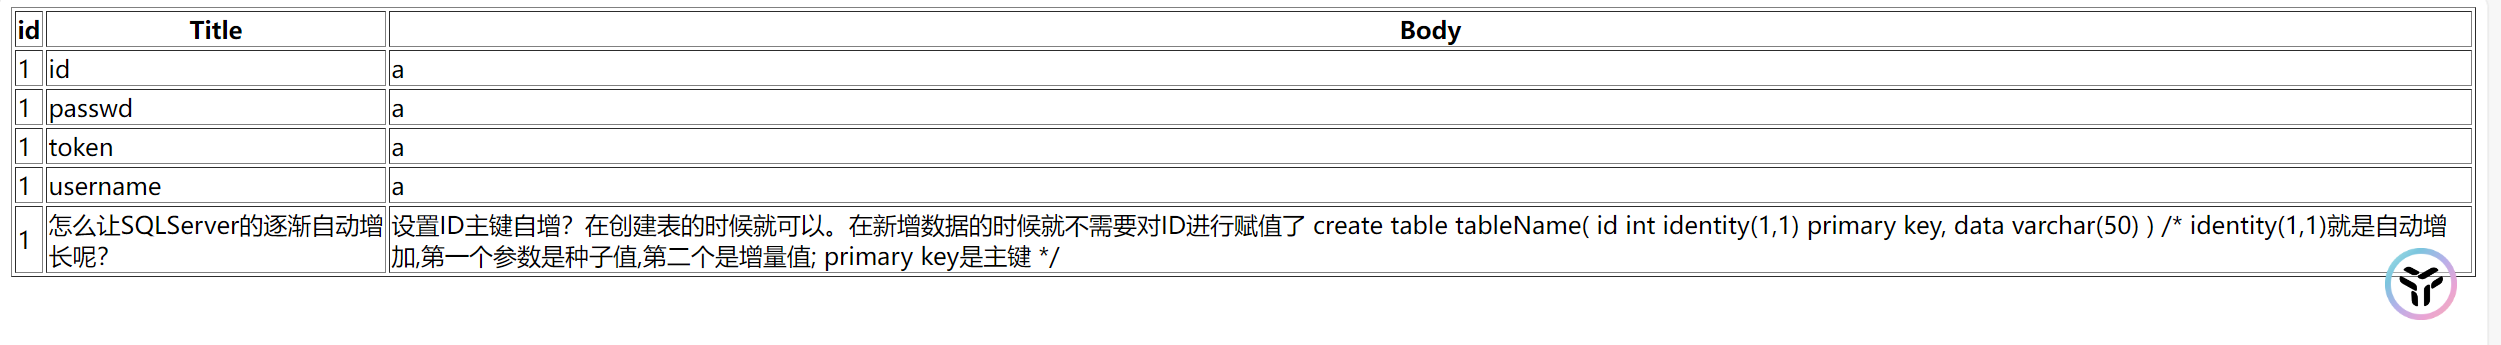 id Title Body
1 id a
1 passwd a
1 token a
1 username a
1 怎么让SQLServer的逐渐自动增
长呢?
设置ID主键自增？在创建表的时候就可以。在新增数据的时候就不需要对ID进行赋值了 create table tableName( id int identity(1,1) primary key, data varchar(50) ) /* identity(1,1)就是自动增
加,第一个参数是种子值,第二个是增量值; primary key是主键 */